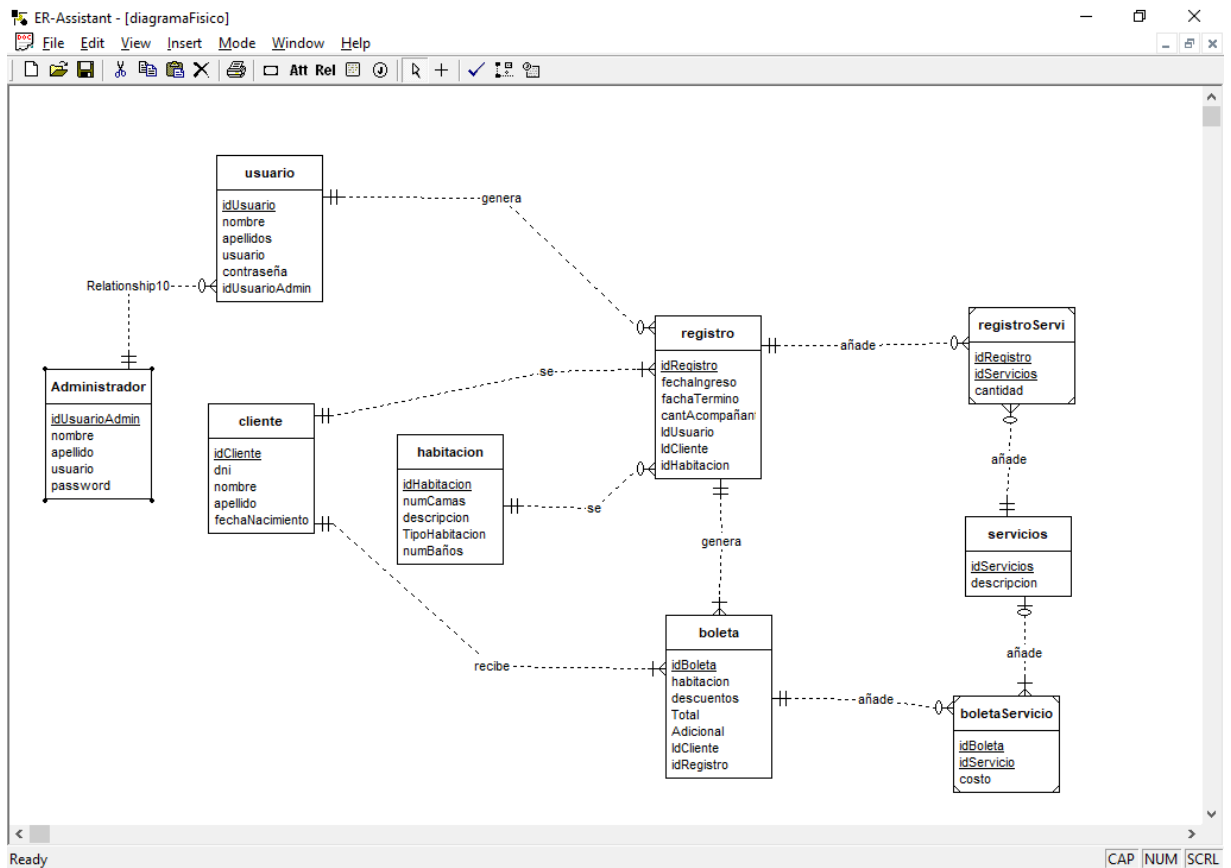 ER-Assistant - [diagramaFisico]
File Edit View Insert Mode Window Help
Att Rel
usuario
idUsuario
nombre
apellidos
usuario
contraseña
idUsuarioAdmin
genera
Relationship10
Administrador
idUsuarioAdmin
nombre
apellido
usuario
password
cliente
idCliente
dni
nombre
apellido
fechaNacimiento
se
habitacion
idHabitacion
numCamas
descripcion
TipoHabitacion
numBaños
se
registro
idRegistro
fechaIngreso
fachaTermino
cantAcompañan
IdUsuario
IdCliente
idHabitacion
añade
registroServi
idRegistro
idServicios
cantidad
añade
servicios
idServicios
descripcion
genera
añade
recibe
boleta
idBoleta
habitacion
descuentos
Total
Adicional
IdCliente
idRegistro
añade
boletaServicio
idBoleta
idServicio
costo
Ready
CAP NUM SCRL